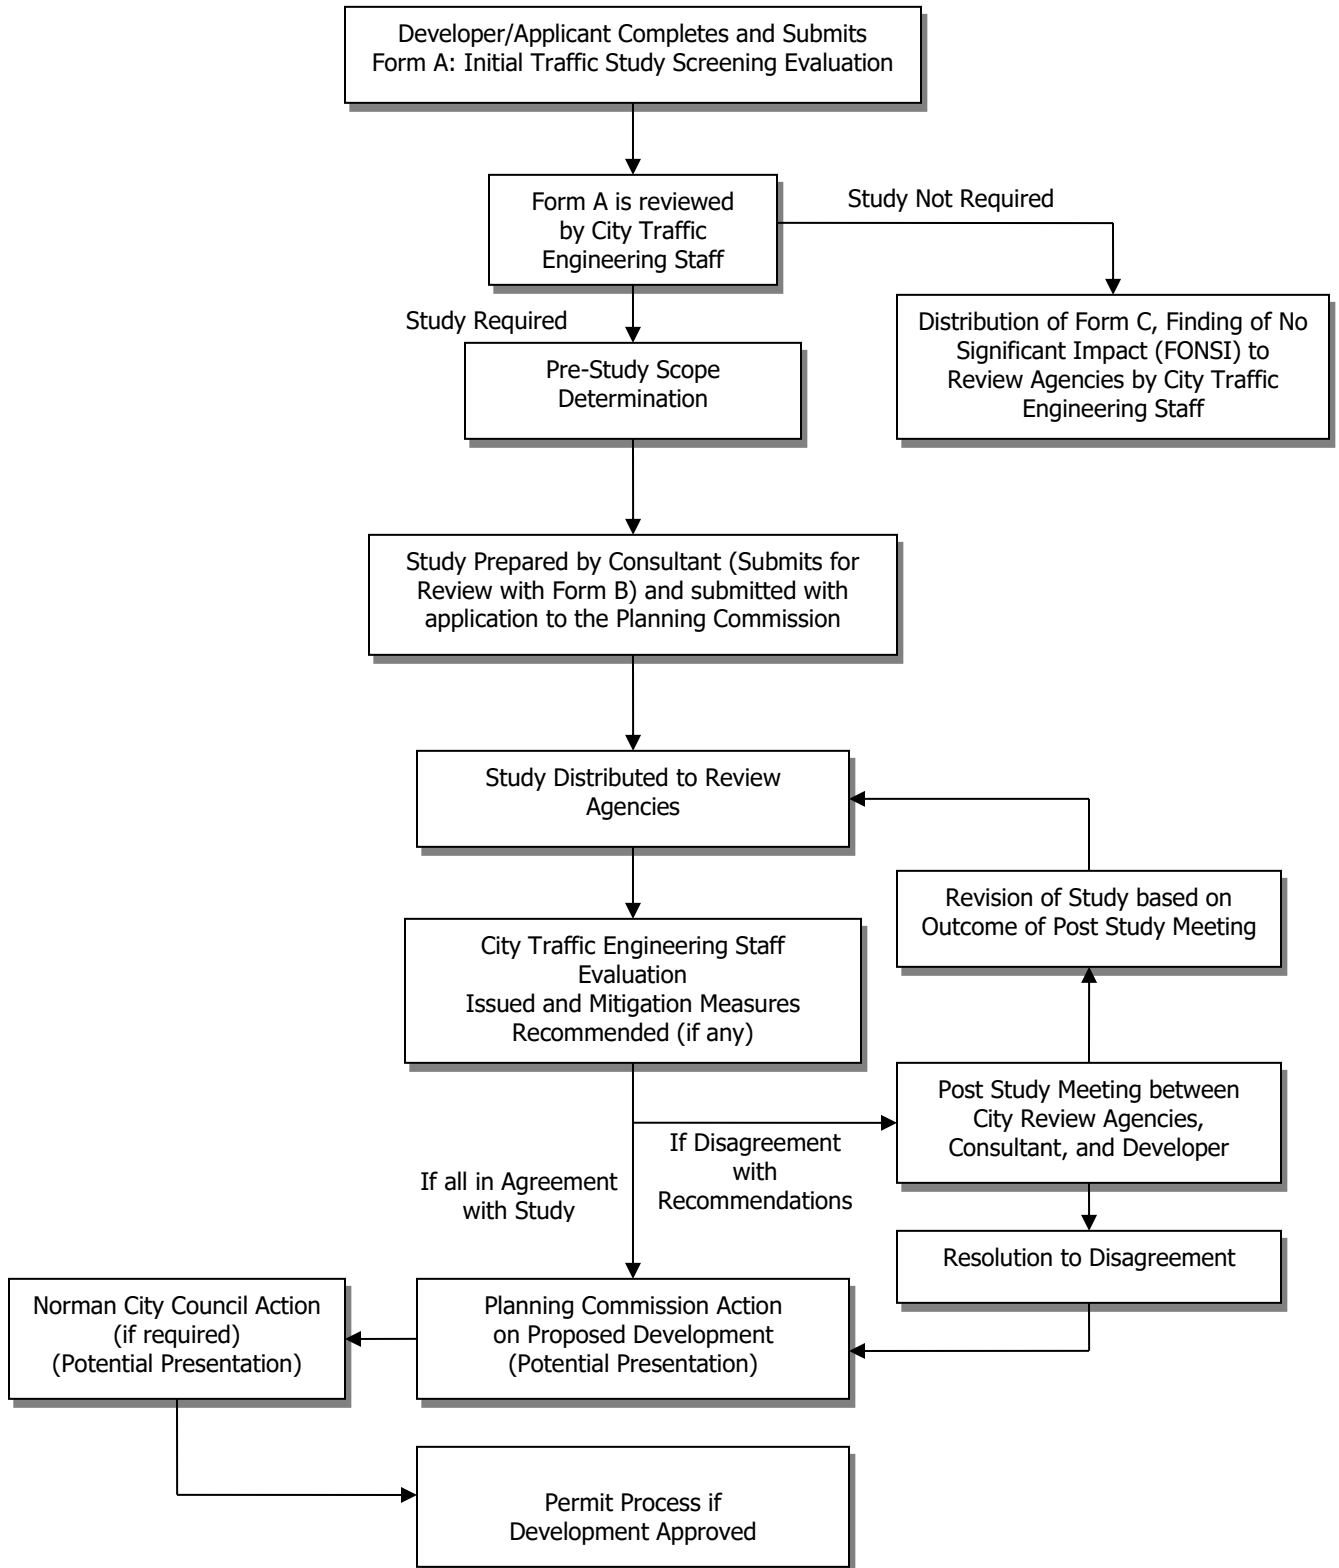 Developer/Applicant Completes and Submits
Form A: Initial Traffic Study Screening Evaluation
Form A is reviewed
by City Traffic
Engineering Staff
Study Not Required
Study Required
Distribution of Form C, Finding of No
Significant Impact (FONSI) to
Review Agencies by City Traffic
Engineering Staff
Pre-Study Scope
Determination
Study Prepared by Consultant (Submits for
Review with Form B) and submitted with
application to the Planning Commission
Study Distributed to Review
Agencies
Revision of Study based on
Outcome of Post Study Meeting
City Traffic Engineering Staff
Evaluation
Issued and Mitigation Measures
Recommended (if any)
Post Study Meeting between
City Review Agencies,
Consultant, and Developer
If Disagreement
with
Recommendations
If all in Agreement
with Study
Resolution to Disagreement
Norman City Council Action
(if required)
(Potential Presentation)
Planning Commission Action
on Proposed Development
(Potential Presentation)
Permit Process if
Development Approved